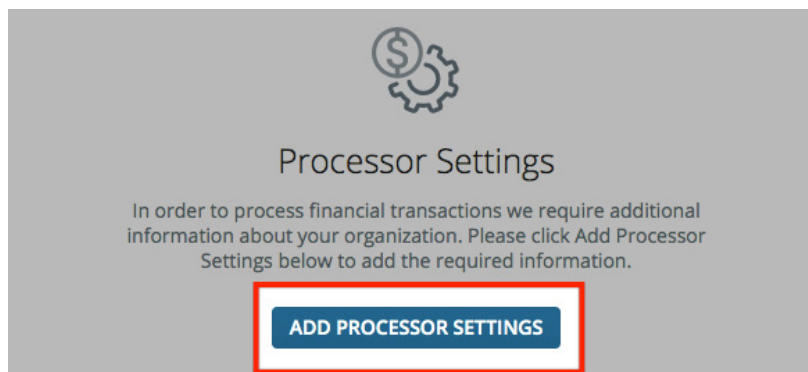 $
Processor Settings
In order to process financial transactions we require additional
information about your organization. Please click Add Processor
Settings below to add the required information.
ADD PROCESSOR SETTINGS